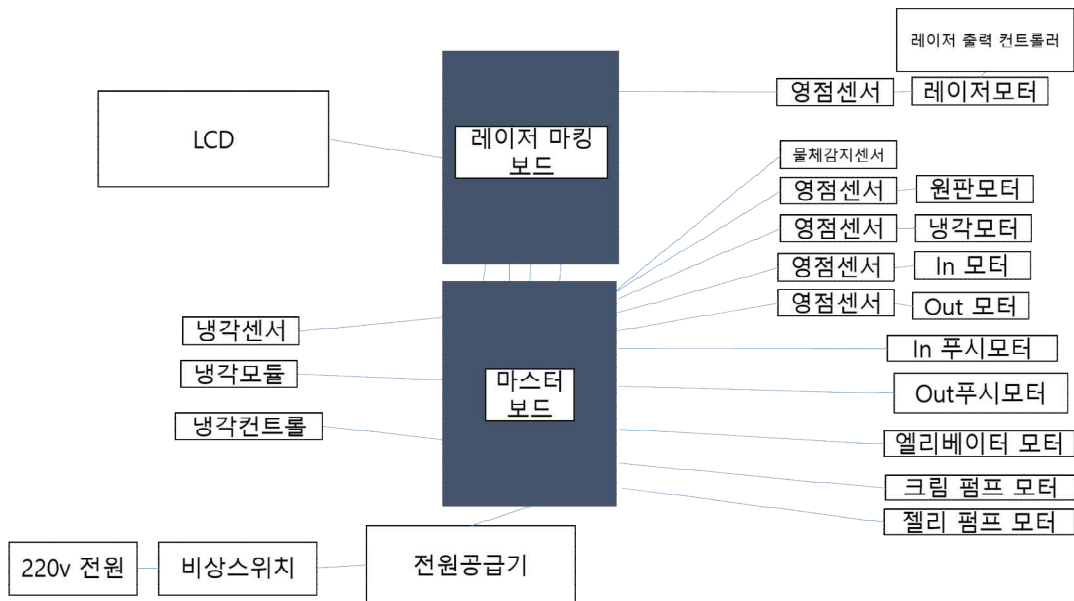 레이저 출력 컨트롤러
영점센서
레이저모터
LCD
레이저 마킹
보드
물체감지센서
영점센서
원판모터
영점센서
냉각모터
영점센서
In 모터
영점센서
Out 모터
냉각센서
In 푸시모터
냉각모듈
마스터
보드
Out푸시모터
냉각컨트롤
엘리베이터 모터
크림 펌프 모터
젤리 펌프 모터
220v 전원
비상스위치
전원공급기